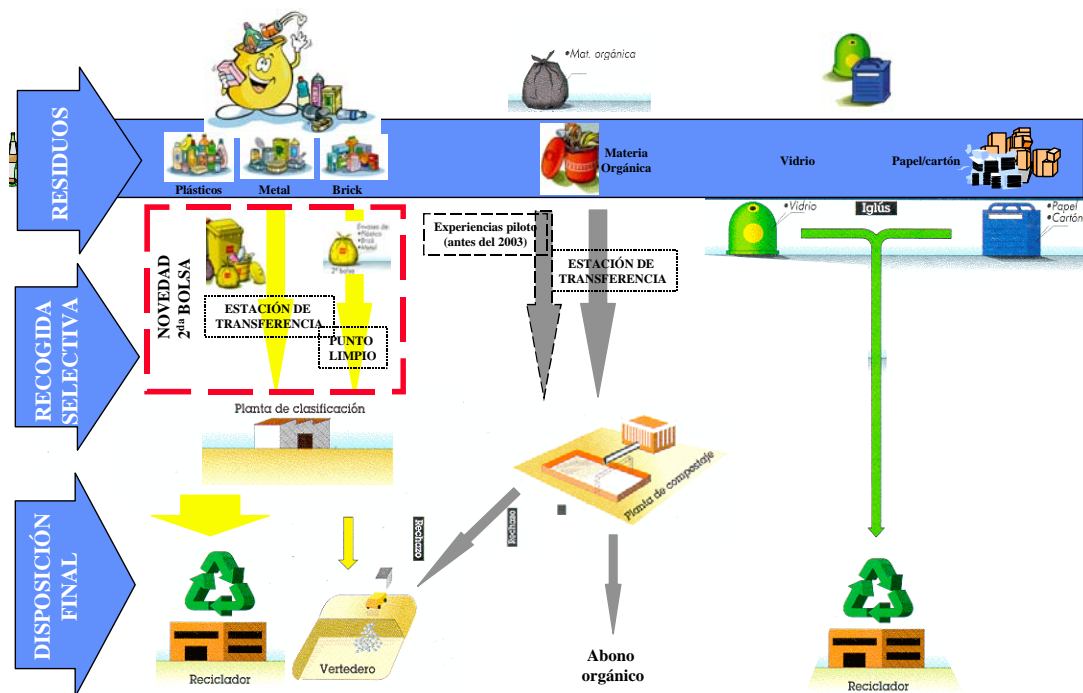 RESIDUOS
•Mat. orgánica
Plásticos
Metal
Brick
Materia
Orgánica
Vidrio
Papel/cartón
RECOGIDA
SELECTIVA
NOVEDAD
2da BOLSA
Envases de:
•Plástico
•Brick
•Metal
2ª bolsa
ESTACIÓN DE
TRANSFERENCIA
PUNTO
LIMPIO
Experiencias piloto
(antes del 2003)
ESTACIÓN DE
TRANSFERENCIA
•Vidrio
Iglús
•Papel
•Cartón
Planta de clasificación
Planta de compostaje
DISPOSICIÓN
FINAL
Rechazo
Rechazo
Reciclador
Vertedero
Abono
orgánico
Reciclador